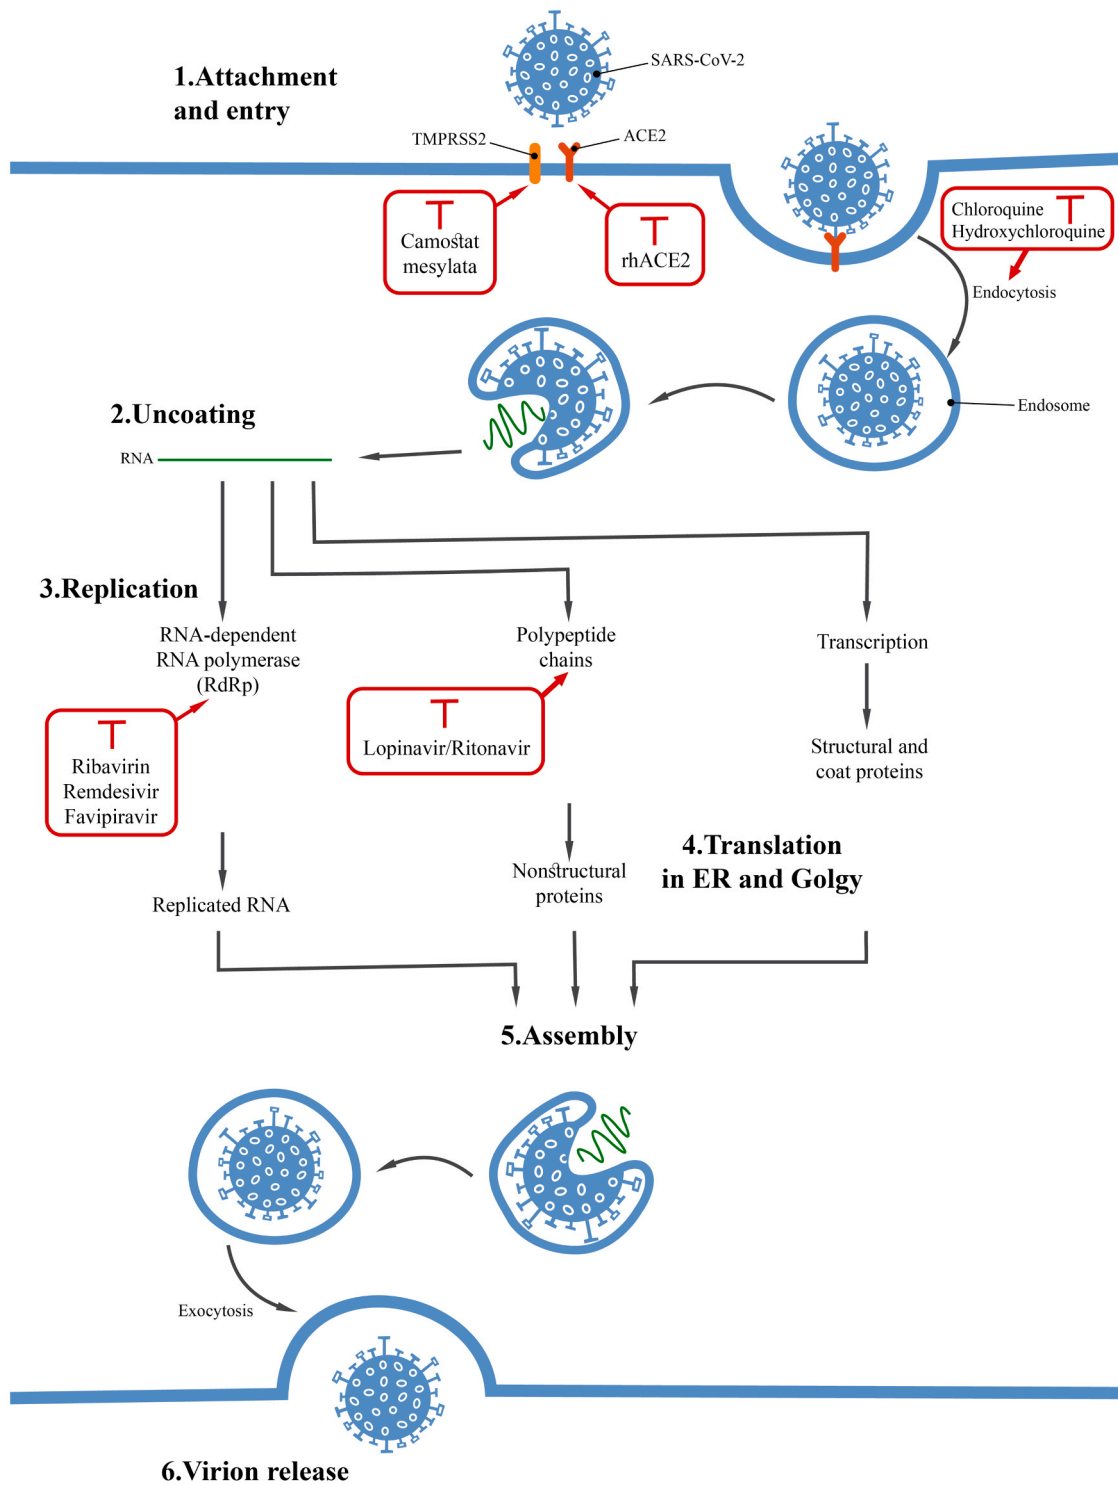 1.Attachment
and entry
SARS-CoV-2
TMPRSS2
ACE2
Camostat
mesylata
rhACE2
Chloroquine
Hydroxychloroquine
Endocytosis
Endosome
2.Uncoating
RNA
3.Replication
RNA-dependent
RNA polymerase
(RdRp)
Polypeptide
chains
Transcription
Ribavirin
Remdesivir
Favipiravir
Lopinavir/Ritonavir
Structural and
coat proteins
4.Translation
in ER and Golgy
Nonstructural
proteins
Replicated RNA
5.Assembly
Exocytosis
6.Virion release